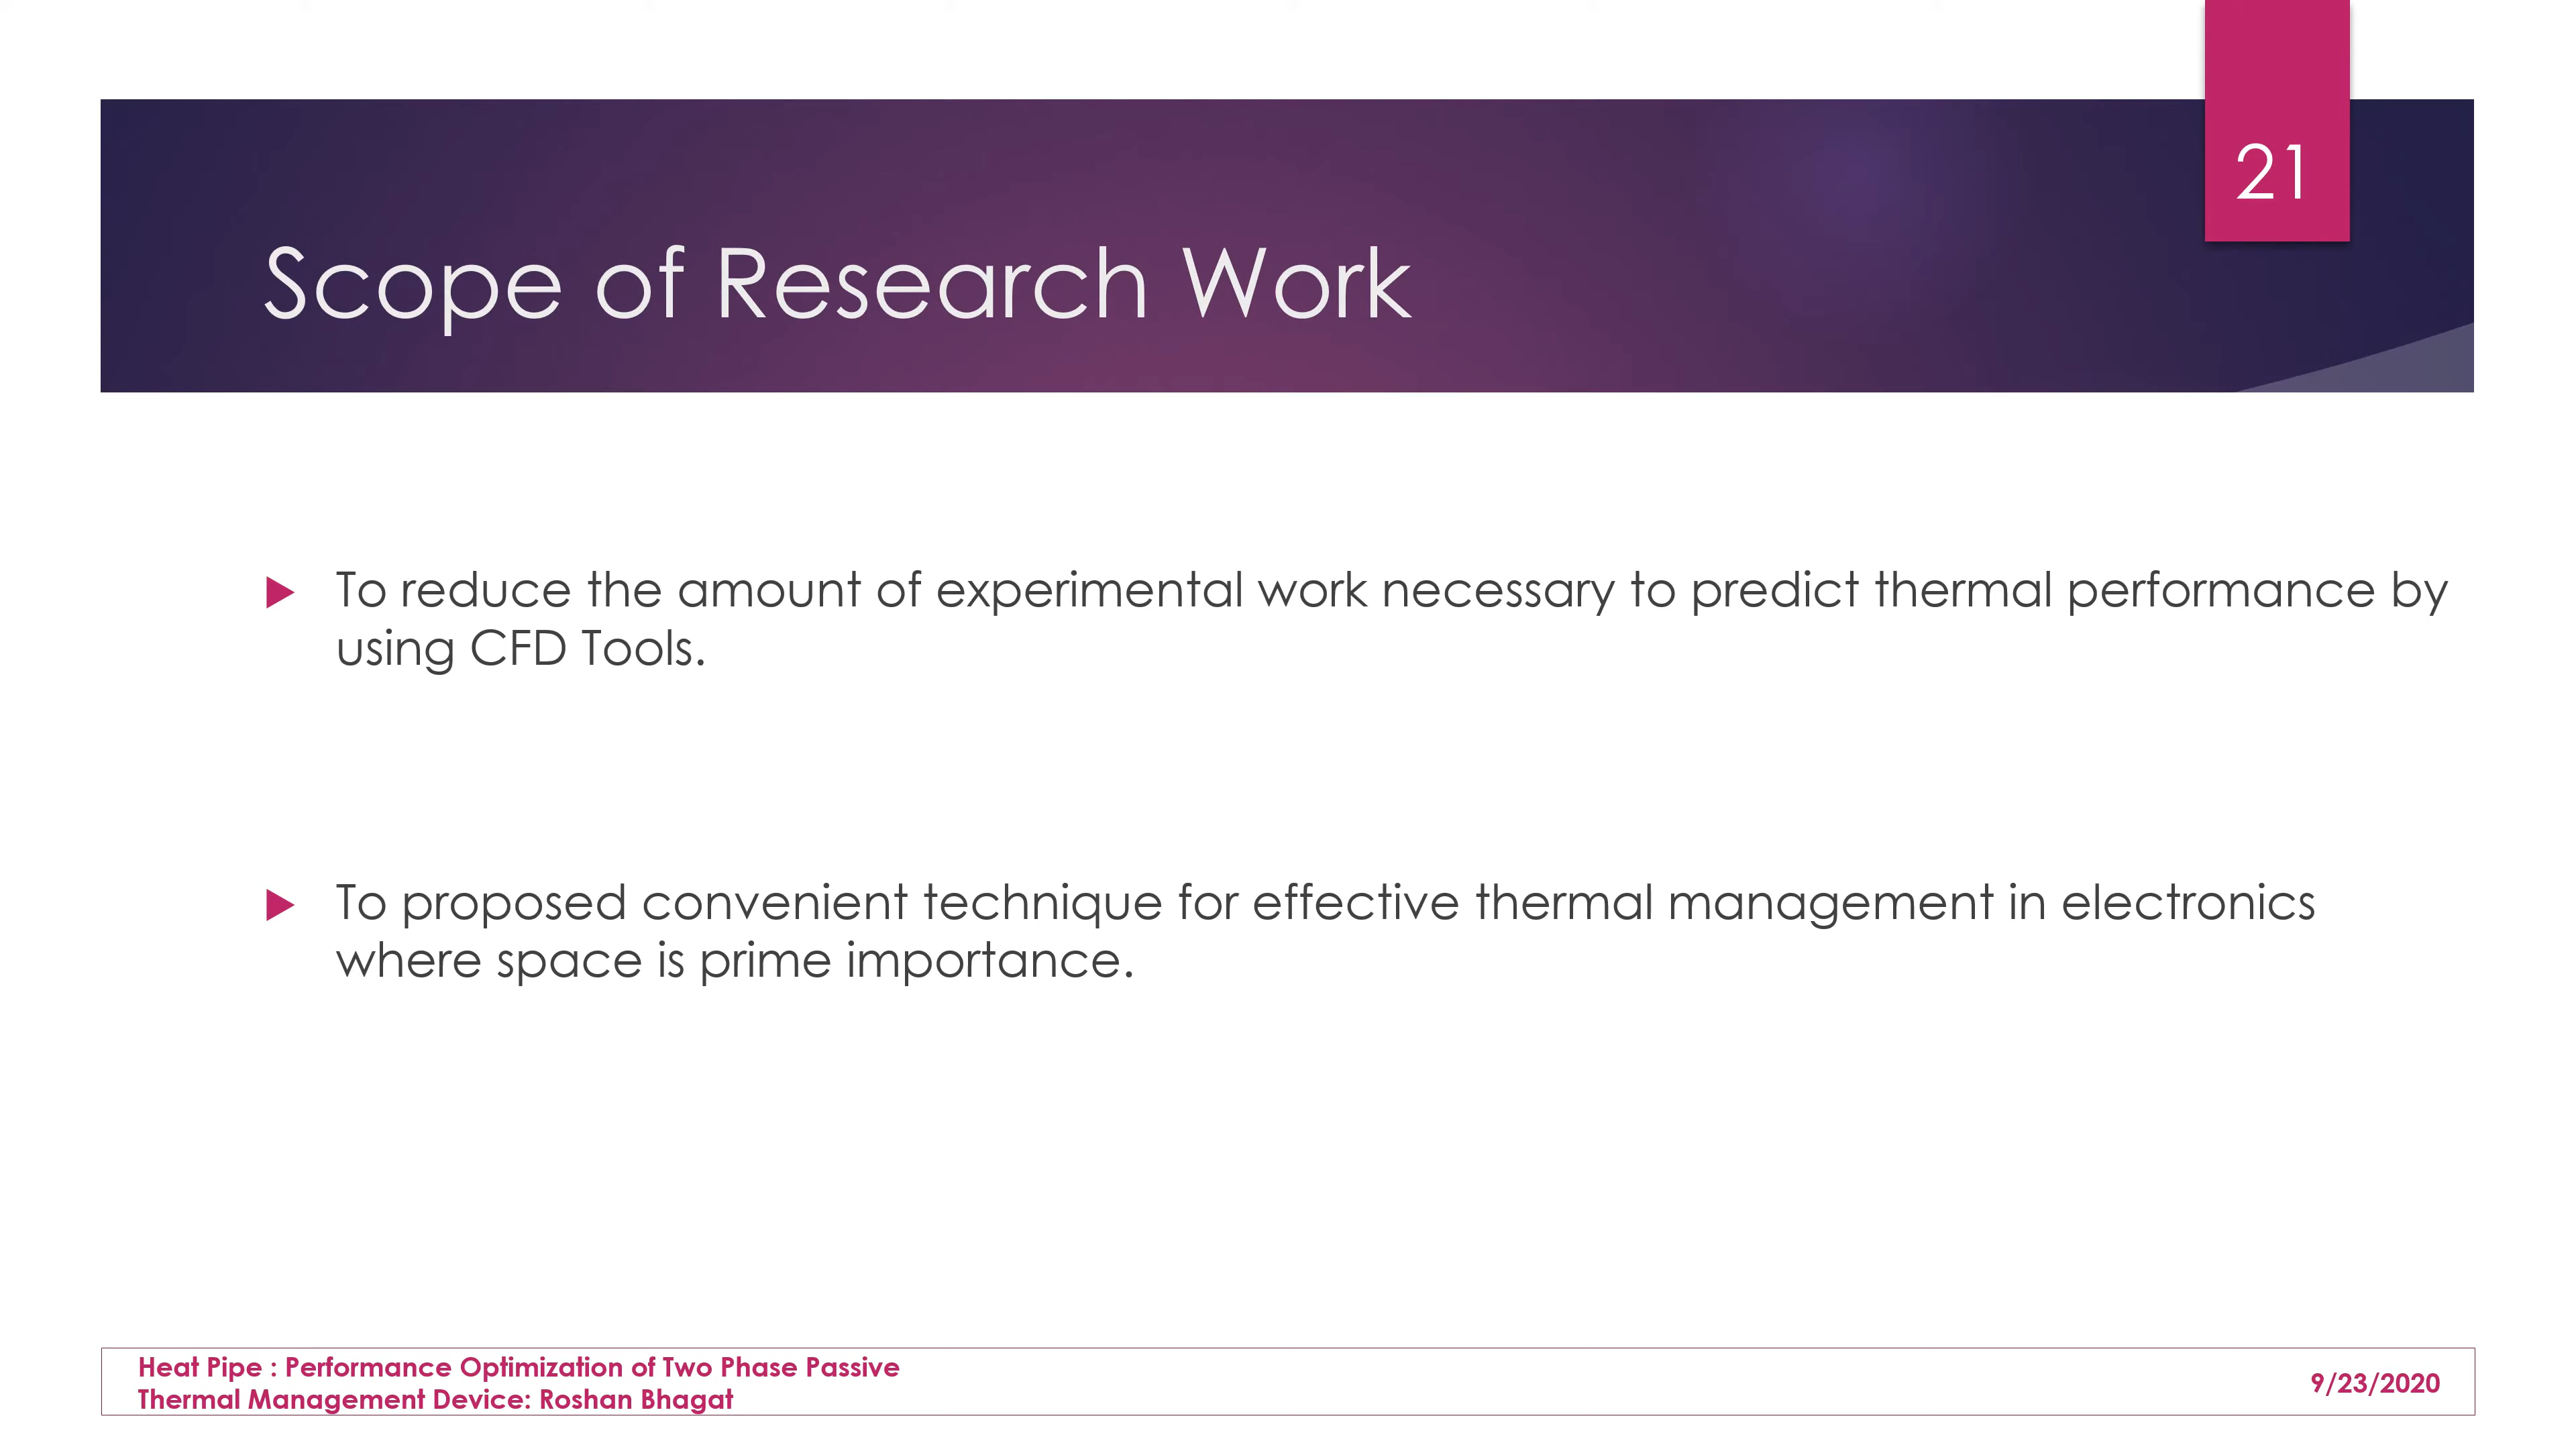 21
Scope of Research Work
To reduce the amount of experimental work necessary to predict thermal performance by
using CFD Tools.
To proposed convenient technique for effective thermal management in electronics
where space is prime importance.
Heat Pipe : Performance Optimization of Two Phase Passive
Thermal Management Device: Roshan Bhagat
9/23/2020